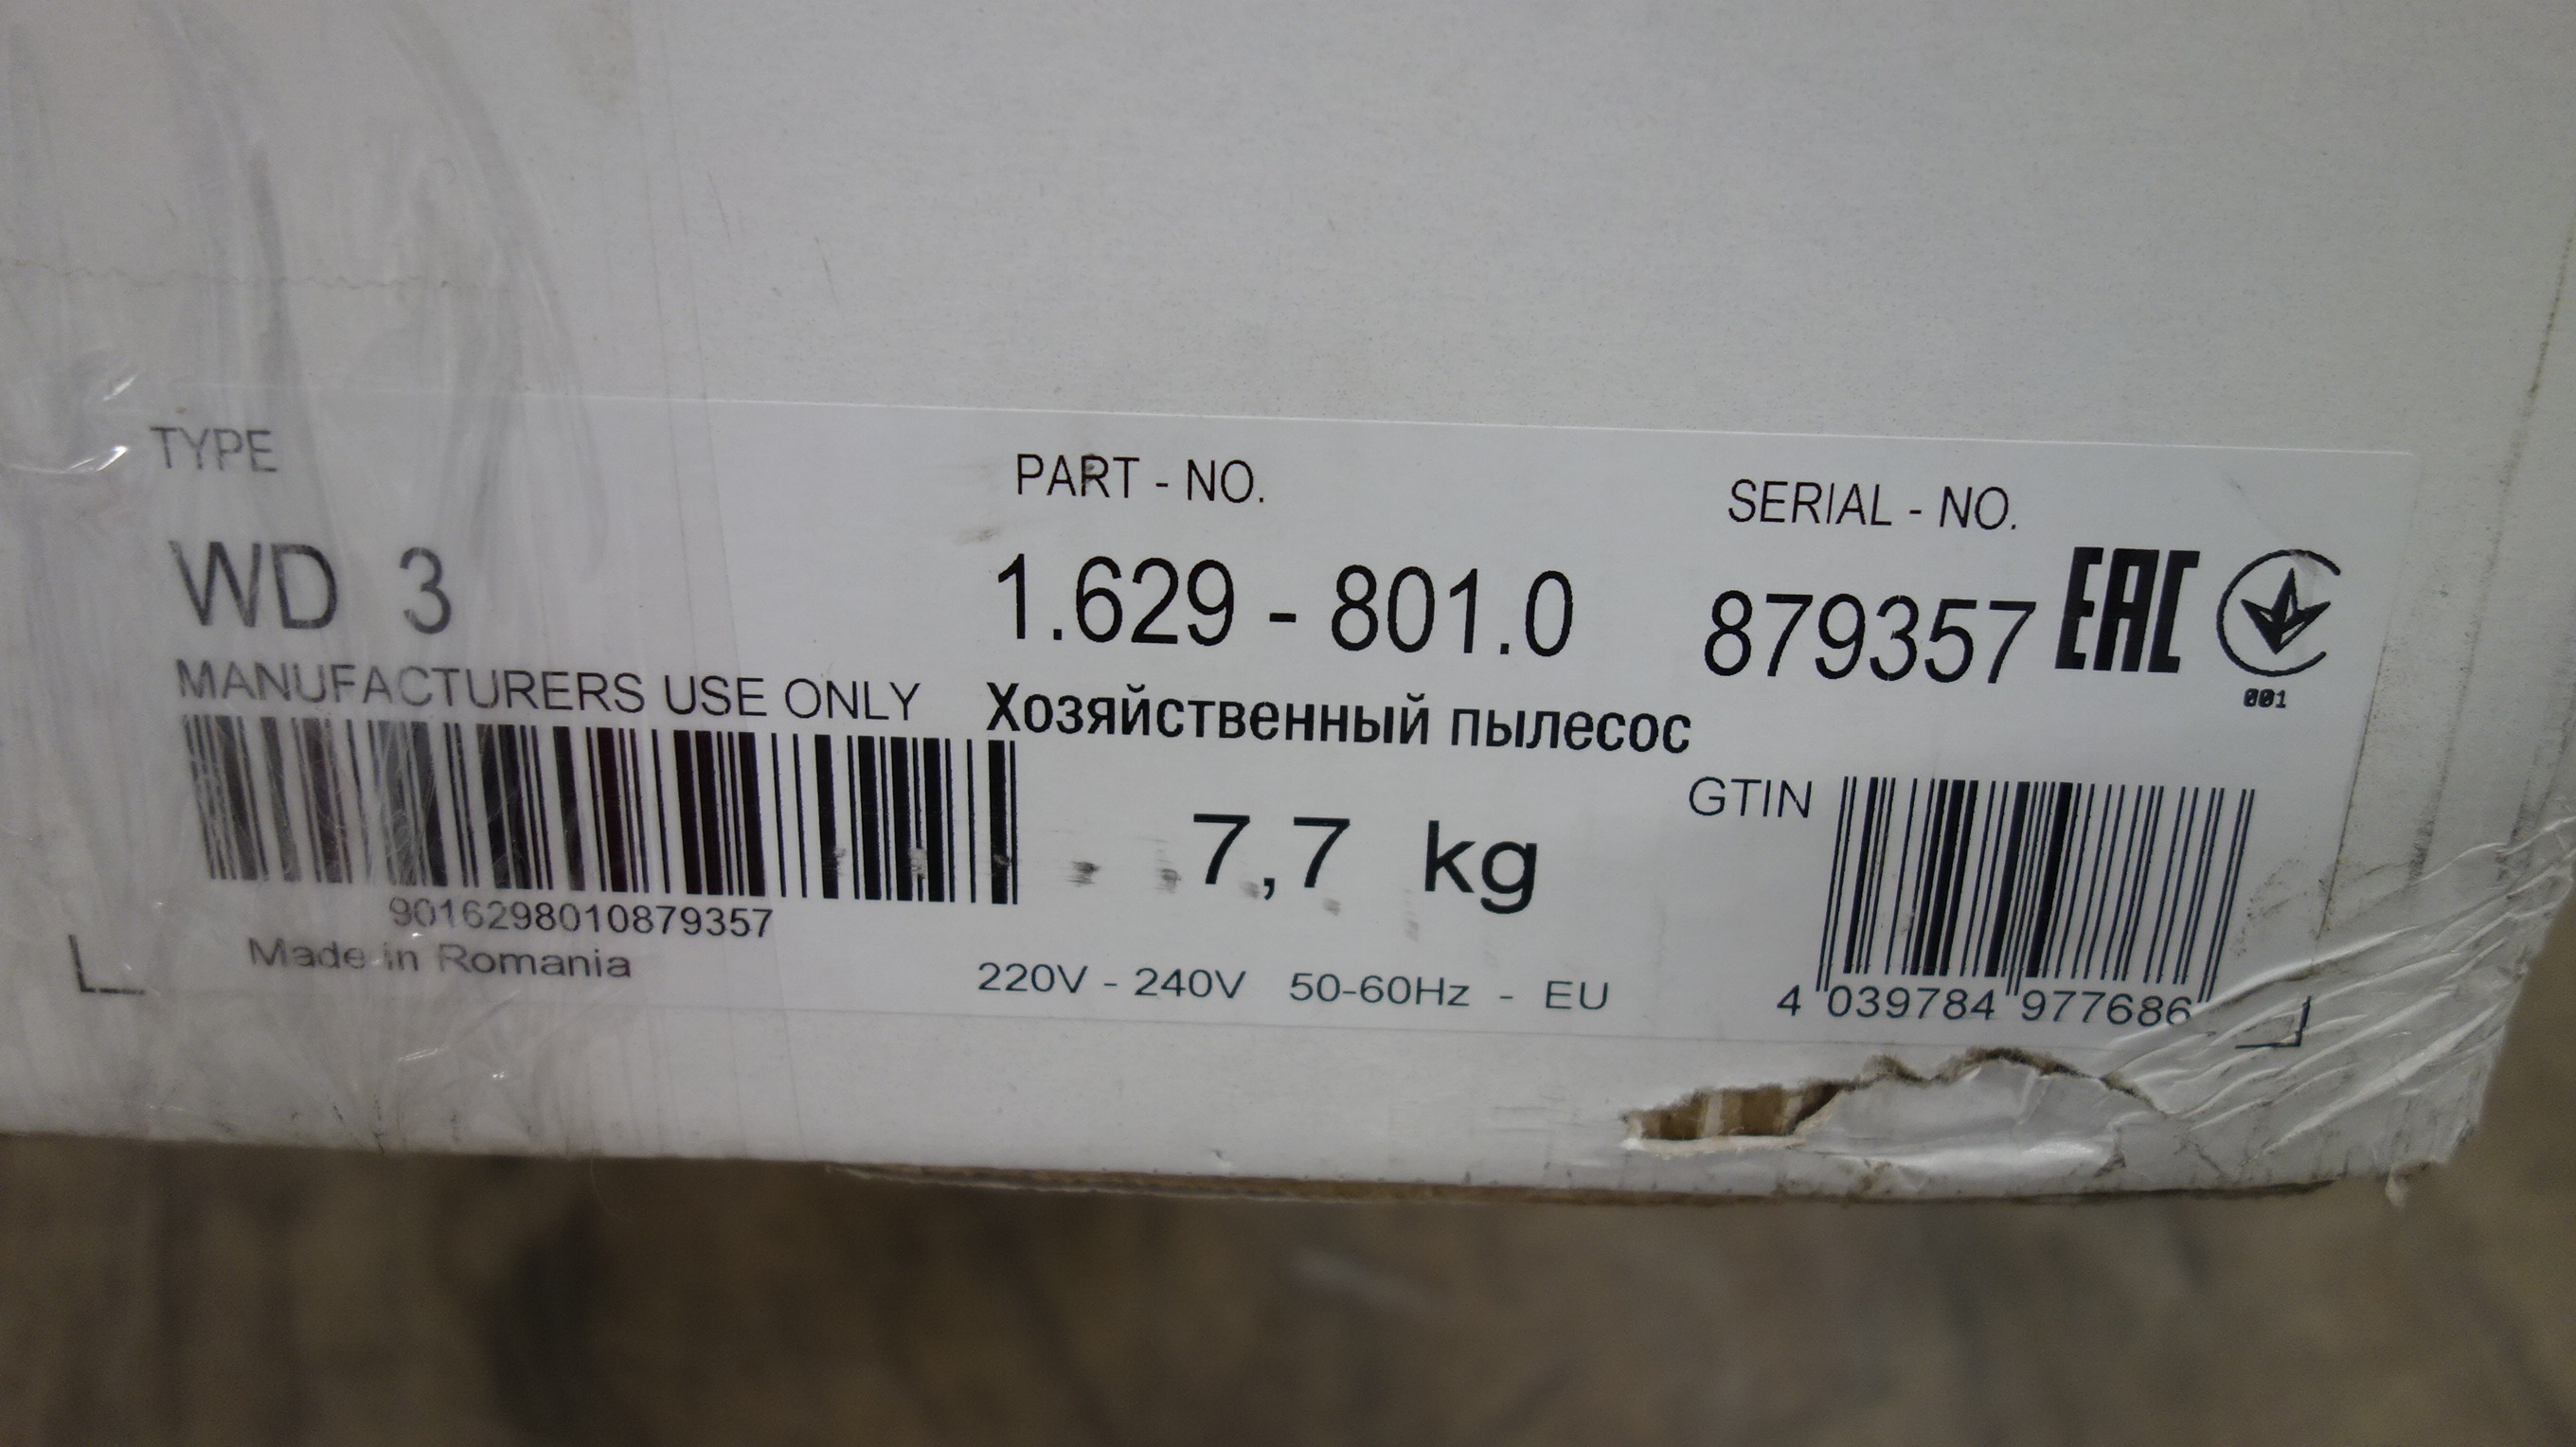 TYPE
WD 3
MANUFACTURERS USE ONLY
9016298010879357
Made in Romania
PART - NO.
1.629 - 801.0
Хозяйственный пылесос
7,7 kg
220V - 240V 50-60Hz - EU
SERIAL - NO.
879357
EAC
001
GTIN
4 039784 977686